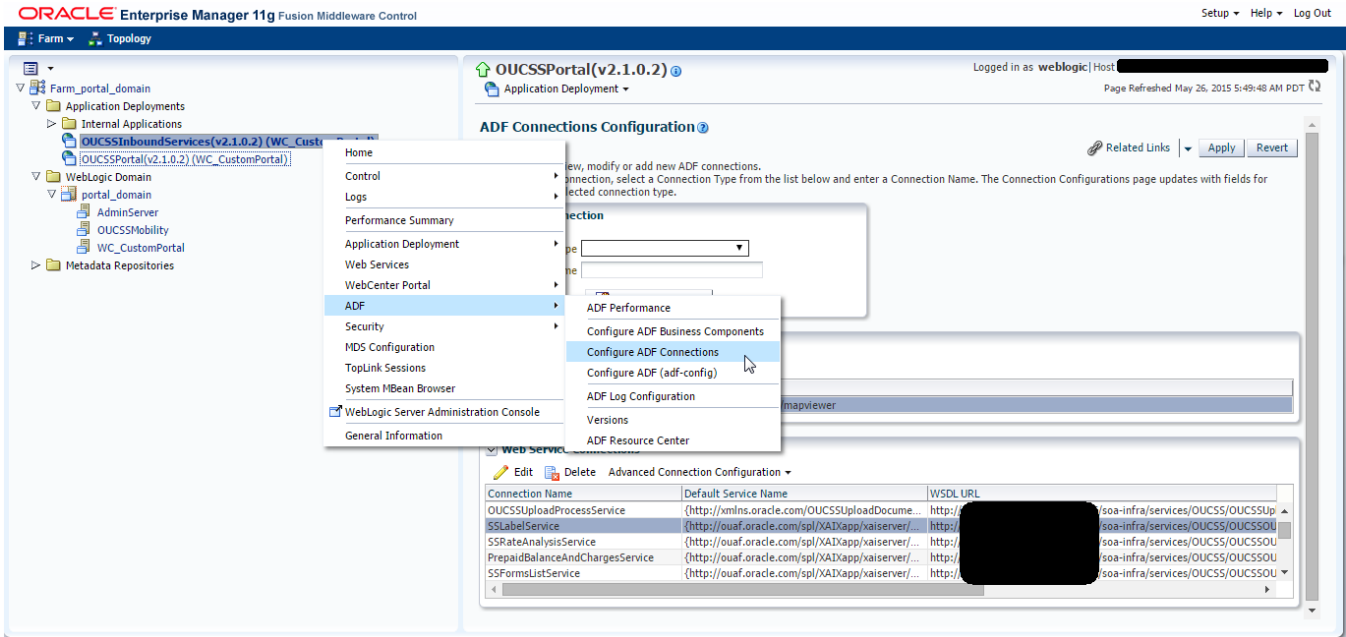 ORACLE Enterprise Manager 11g Fusion Middleware Control
Setup Help Log Out
Farm Topology
Farm_portal_domain
Application Deployments
Internal Applications
OUCSSInboundServices(v2.1.0.2) (WC_Custo
OUCSSPortal(v2.1.0.2) (WC_CustomPortal)
WebLogic Domain
portal_domain
AdminServer
OUCSSMobility
WC_CustomPortal
Metadata Repositories
Home
Control
Logs
Performance Summary
Application Deployment
Web Services
WebCenter Portal
ADF
Security
MDS Configuration
TopLink Sessions
System MBean Browser
WebLogic Server Administration Console
General Information
ADF Performance
Configure ADF Business Components
Configure ADF Connections
Configure ADF (adf-config)
ADF Log Configuration
Versions
ADF Resource Center
OUCSSPortal(v2.1.0.2)
Logged in as weblogic| Host
Application Deployment
Page Refreshed May 26, 2015 5:49:48 AM PDT
ADF Connections Configuration
Related Links Apply Revert
ew, modify or add new ADF connections.
onnection, select a Connection Type from the list below and enter a Connection Name. The Connection Configurations page updates with fields for
lected connection type.
nection
pe
me
/mapviewer
Web Service Connections
Edit Delete Advanced Connection Configuration
Connection Name Default Service Name WSDL URL
OUCSSUploadProcessService {http://xmlns.oracle.com/OUCSSUploadDocume... http:/ /soa-infra/services/OUCSS/OUCSSUpl
SSLabelService {http://ouaf.oracle.com/spl/XAIXapp/xaiserver/... http:/ /soa-infra/services/OUCSS/OUCSSOU
SSRateAnalysisService {http://ouaf.oracle.com/spl/XAIXapp/xaiserver/... http:/ /soa-infra/services/OUCSS/OUCSSOU
PrepaidBalanceAndChargesService {http://ouaf.oracle.com/spl/XAIXapp/xaiserver/... http:/ /soa-infra/services/OUCSS/OUCSSOU
SSFormsListService {http://ouaf.oracle.com/spl/XAIXapp/xaiserver/... http:/ /soa-infra/services/OUCSS/OUCSSOU